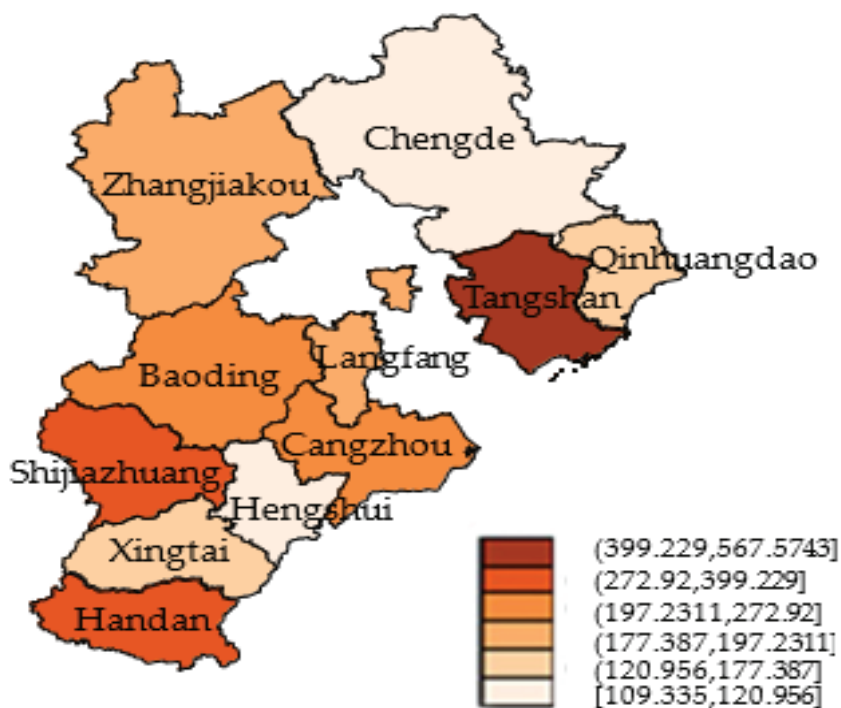 Chengde
Zhangjiakou
Qinhuangdao
Tangshan
Langfang
Baoding
Cangzhou
Shijiazhuang
Hengshui
Xingtai
Handan
(399.229,567.5743]
(272.92,399.229]
(197.2311,272.92]
(177.387,197.2311]
(120.956,177.387]
[109.335,120.956]